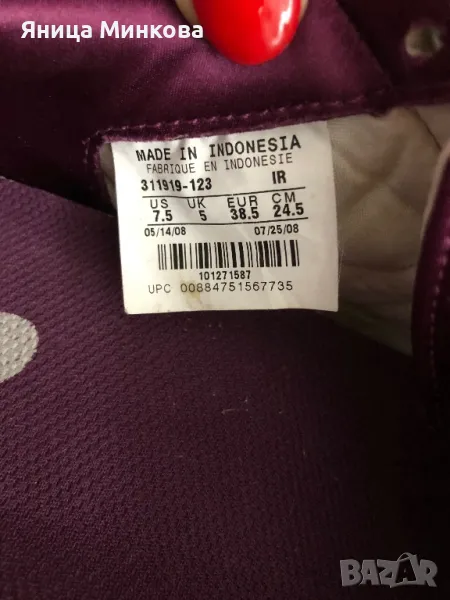 Яница Минкова
MADE IN INDONESIA
FABRIQUE EN INDONESIE
311919-123 IR
US UK EUR CM
7.5 5 38.5 24.5
05/14/08 07/25/08
101271587
UPC 00884751567735
BAZAR